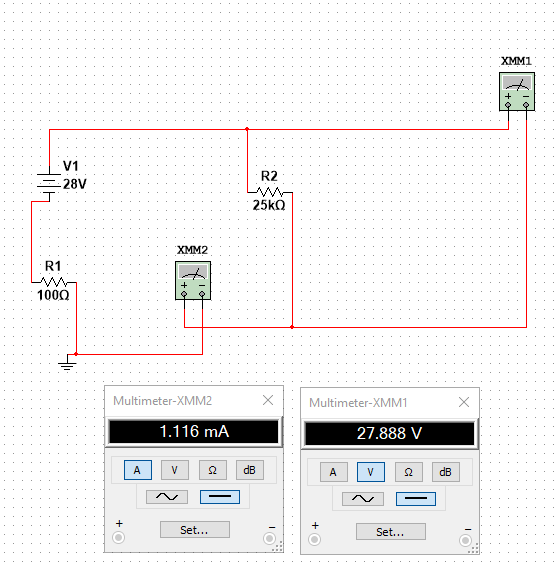 XMM1
+ −
V1
28V
R2
25kΩ
XMM2
+ −
R1
100Ω
Multimeter-XMM2
1.116 mA
A V Ω dB
+ Set... −
Multimeter-XMM1
27.888 V
A V Ω dB
+ Set... −